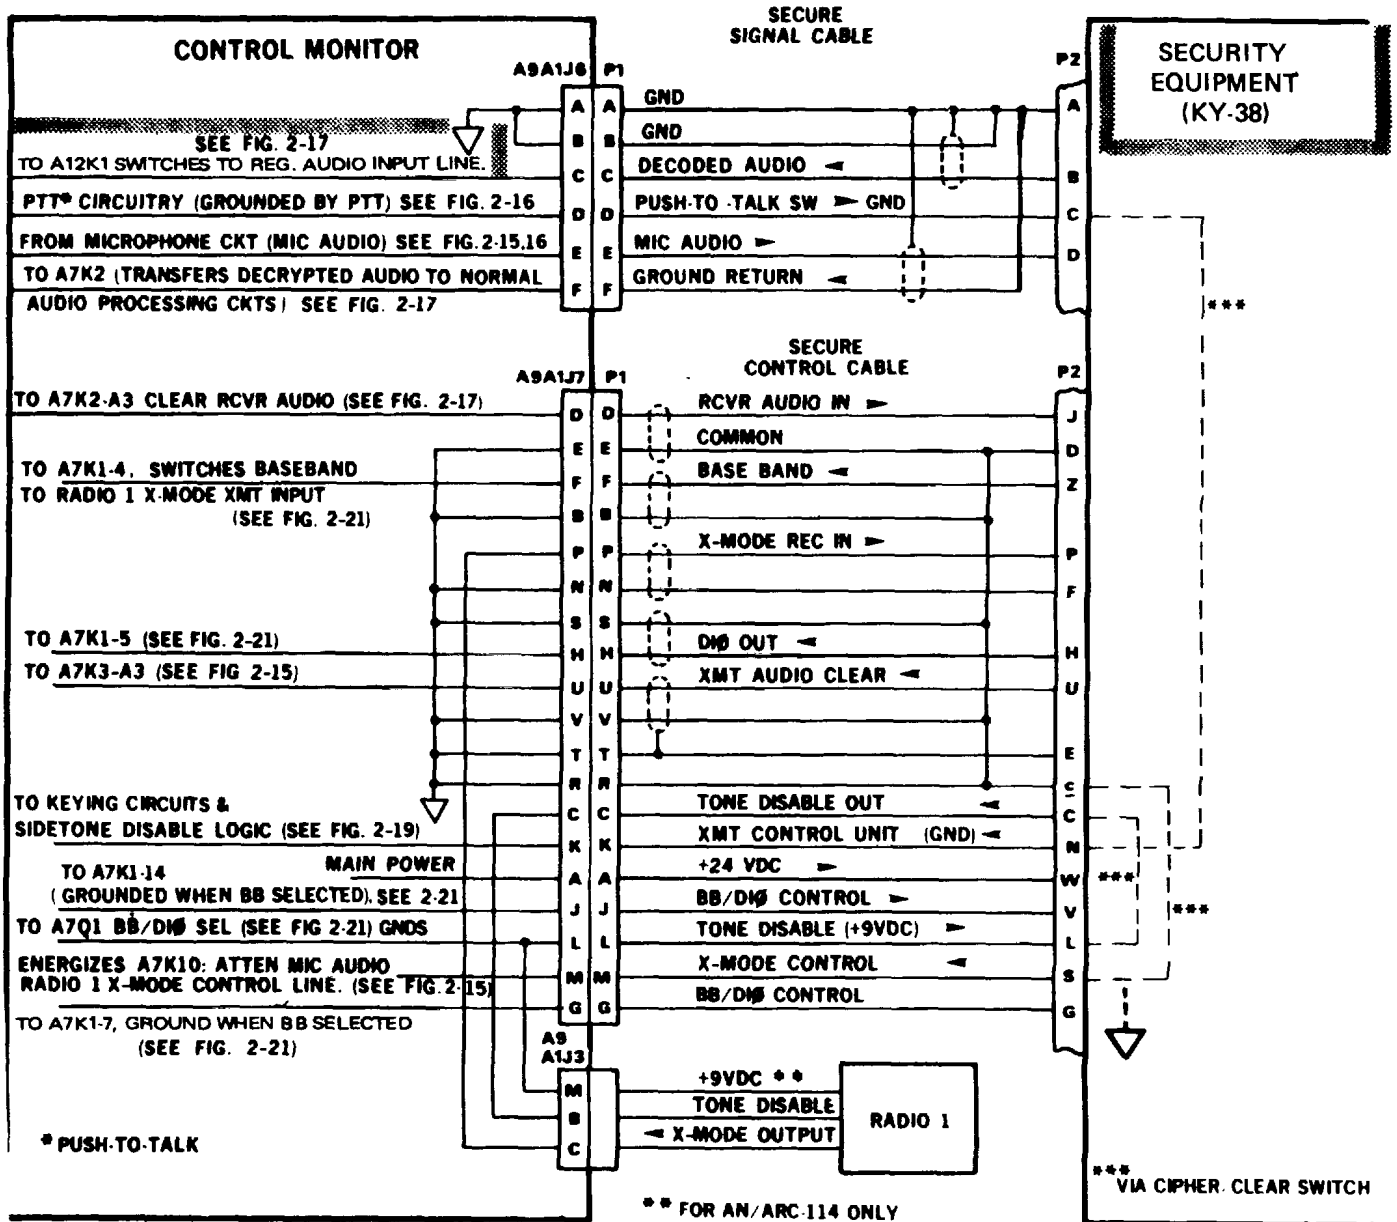 SECURE
SIGNAL CABLE
CONTROL MONITOR
SECURITY
EQUIPMENT
(KY-38)
A9A1J6 P1
P2
A A GND A
B B GND
SEE FIG. 2-17
TO A12K1 SWITCHES TO REG. AUDIO INPUT LINE. C C DECODED AUDIO B
PTT* CIRCUITRY (GROUNDED BY PTT) SEE FIG. 2-16 D D PUSH-TO-TALK SW GND C
FROM MICROPHONE CKT (MIC AUDIO) SEE FIG. 2-15,16 E E MIC AUDIO D
TO A7K2 (TRANSFERS DECRYPTED AUDIO TO NORMAL F F GROUND RETURN
AUDIO PROCESSING CKTS) SEE FIG. 2-17
***
SECURE
CONTROL CABLE
A9A1J7 P1
P2
TO A7K2-A3 CLEAR RCVR AUDIO (SEE FIG. 2-17) D D RCVR AUDIO IN J
E E COMMON D
TO A7K1-4, SWITCHES BASEBAND F F BASE BAND Z
TO RADIO 1 X-MODE XMT INPUT
(SEE FIG. 2-21)
B B
P P X-MODE REC IN P
N N F
S S
TO A7K1-5 (SEE FIG. 2-21) H H DIØ OUT H
TO A7K3-A3 (SEE FIG 2-15) U U XMT AUDIO CLEAR U
V V
T T E
R R c
TO KEYING CIRCUITS & C C TONE DISABLE OUT C
SIDETONE DISABLE LOGIC (SEE FIG. 2-19) K K XMT CONTROL UNIT (GND) N
MAIN POWER A A +24 VDC W
***
TO A7K1-14
(GROUNDED WHEN BB SELECTED). SEE 2-21 J J BB/DIØ CONTROL V
***
TO A7Q1 BB/DIØ SEL (SEE FIG 2-21) GNDS L L TONE DISABLE (+9VDC) L
ENERGIZES A7K10: ATTEN MIC AUDIO M M X-MODE CONTROL S
RADIO 1 X-MODE CONTROL LINE. (SEE FIG. 2-15)
G G BB/DIØ CONTROL G
TO A7K1-7, GROUND WHEN BB SELECTED
(SEE FIG. 2-21)
A9
A1J3
M +9VDC **
B TONE DISABLE
C X-MODE OUTPUT
RADIO 1
* PUSH-TO-TALK
** FOR AN/ARC-114 ONLY
*** VIA CIPHER-CLEAR SWITCH